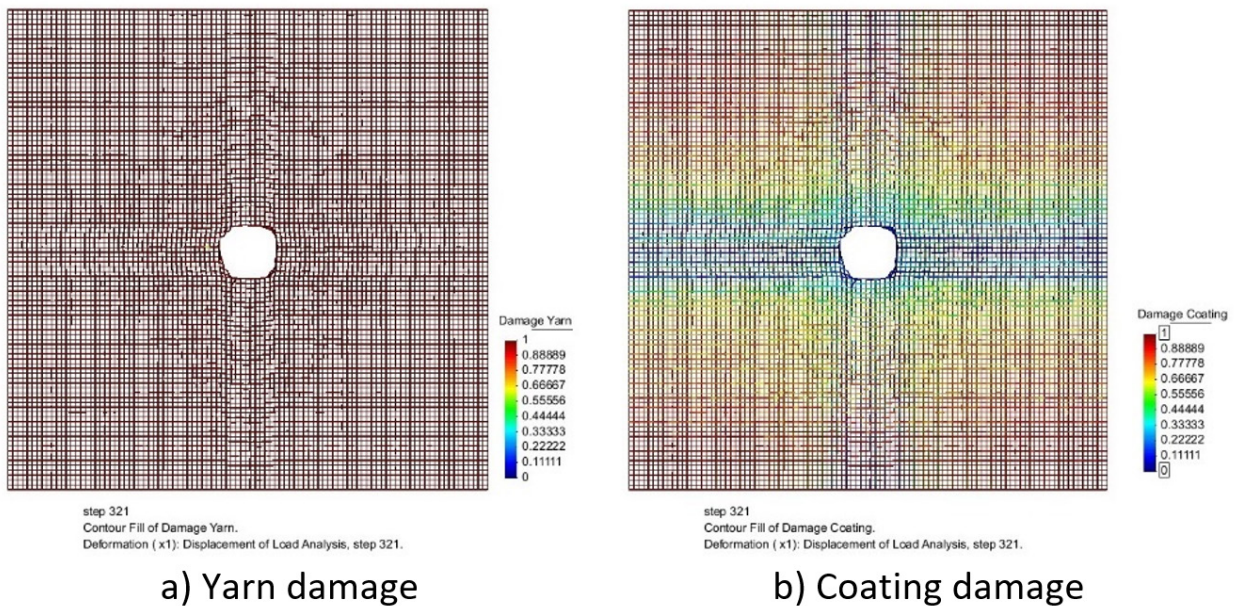 Damage Yarn
1
0.88889
0.77778
0.66667
0.55556
0.44444
0.33333
0.22222
0.11111
0
step 321
Contour Fill of Damage Yarn.
Deformation ( x1): Displacement of Load Analysis, step 321.
a) Yarn damage
Damage Coating
1
0.88889
0.77778
0.66667
0.55556
0.44444
0.33333
0.22222
0.11111
0
step 321
Contour Fill of Damage Coating.
Deformation ( x1): Displacement of Load Analysis, step 321.
b) Coating damage